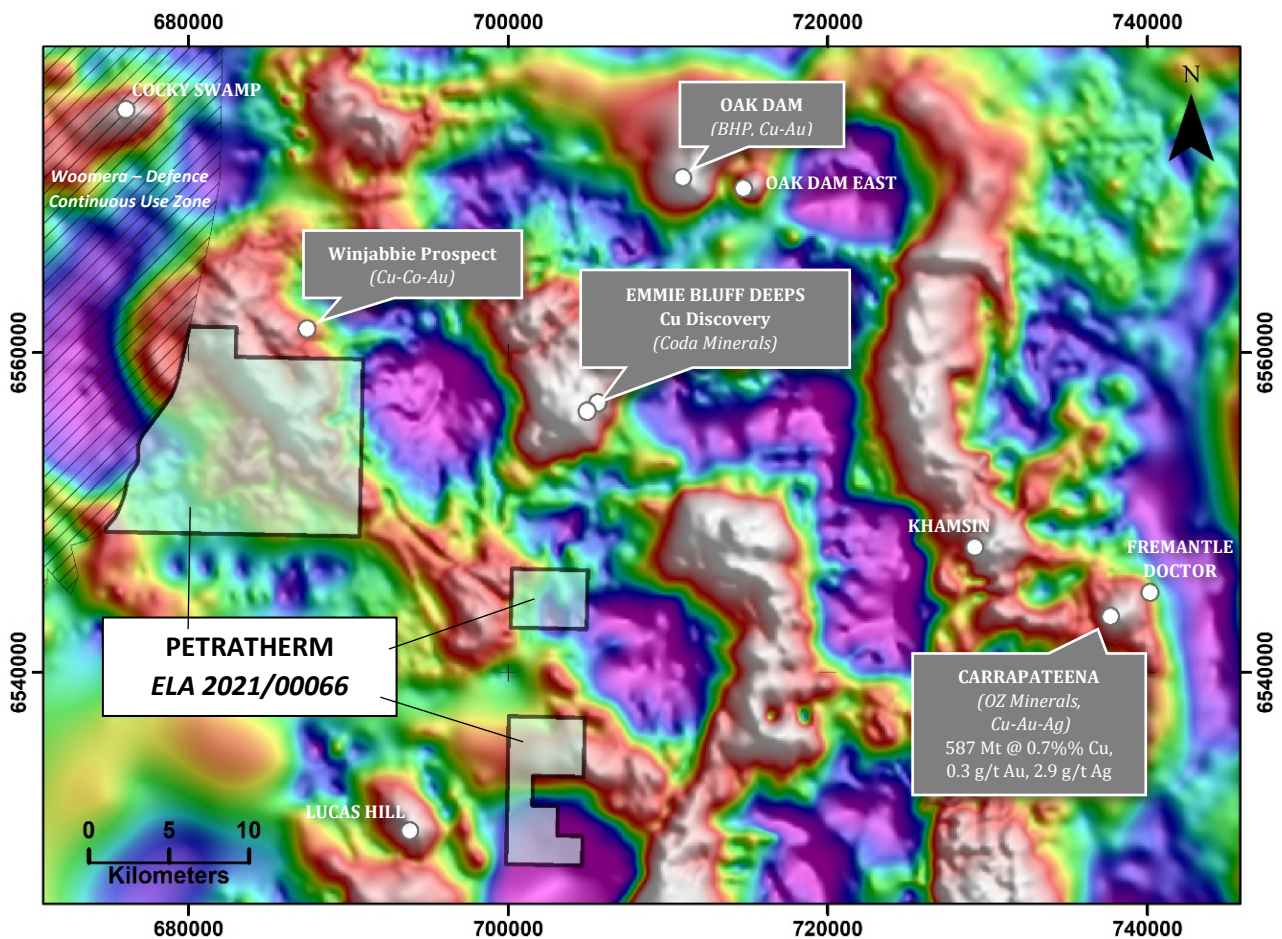 680000
700000
720000
740000
COCKY SWAMP
N
OAK DAM
(BHP, Cu-Au)
Woomera – Defence
Continuous Use Zone
OAK DAM EAST
Winjabbie Prospect
(Cu-Co-Au)
EMMIE BLUFF DEEPS
Cu Discovery
(Coda Minerals)
6560000
6560000
KHAMSIN
FREMANTLE
DOCTOR
PETRATHERM
ELA 2021/00066
6540000
6540000
CARRAPATEENA
(OZ Minerals,
Cu-Au-Ag)
587 Mt @ 0.7%% Cu,
0.3 g/t Au, 2.9 g/t Ag
LUCAS HILL
0 5 10
Kilometers
680000
700000
720000
740000